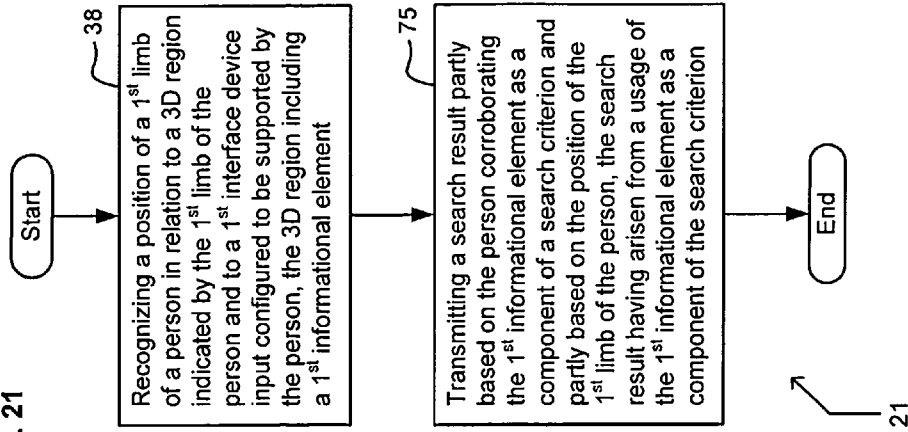 . 21
Start
38
Recognizing a position of a 1st limb
of a person in relation to a 3D region
indicated by the 1st limb of the
person and to a 1st interface device
input configured to be supported by
the person, the 3D region including
a 1st informational element
75
Transmitting a search result partly
based on the person corroborating
the 1st informational element as a
component of a search criterion and
partly based on the position of the
1st limb of the person, the search
result having arisen from a usage of
the 1st informational element as a
component of the search criterion
End
21